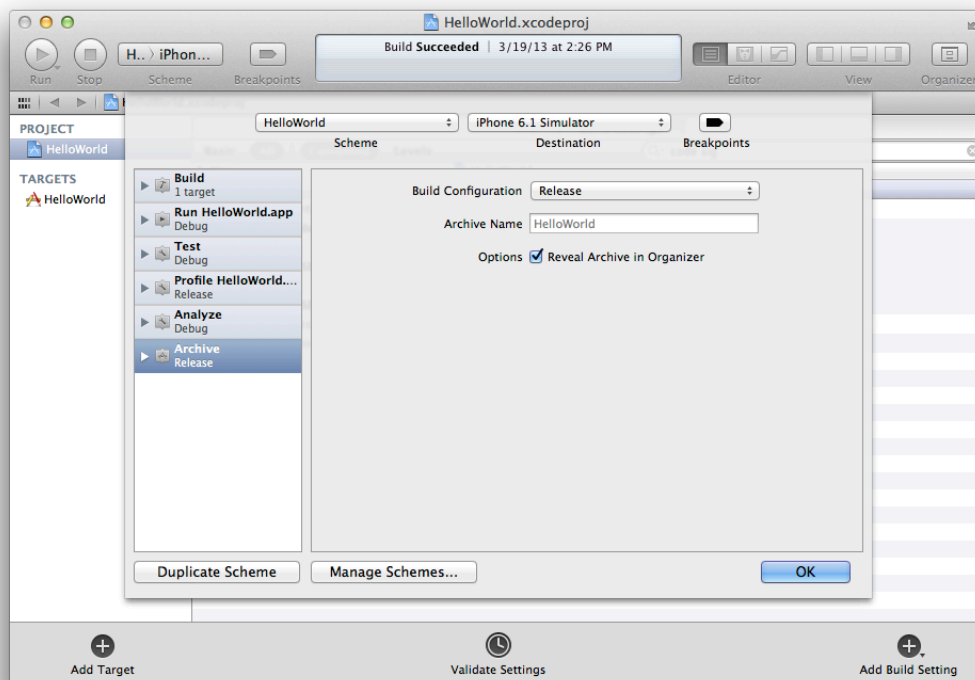 HelloWorld.xcodeproj
H.. 〉 iPhon...
Build Succeeded | 3/19/13 at 2:26 PM
Run Stop Scheme Breakpoints Editor View Organizer
PROJECT
HelloWorld
TARGETS
HelloWorld
HelloWorld
iPhone 6.1 Simulator
Scheme Destination Breakpoints
Build
1 target
Run HelloWorld.app
Debug
Test
Debug
Profile HelloWorld....
Release
Analyze
Debug
Archive
Release
Build Configuration Release
Archive Name HelloWorld
Options Reveal Archive in Organizer
Duplicate Scheme Manage Schemes... OK
Add Target Validate Settings Add Build Setting